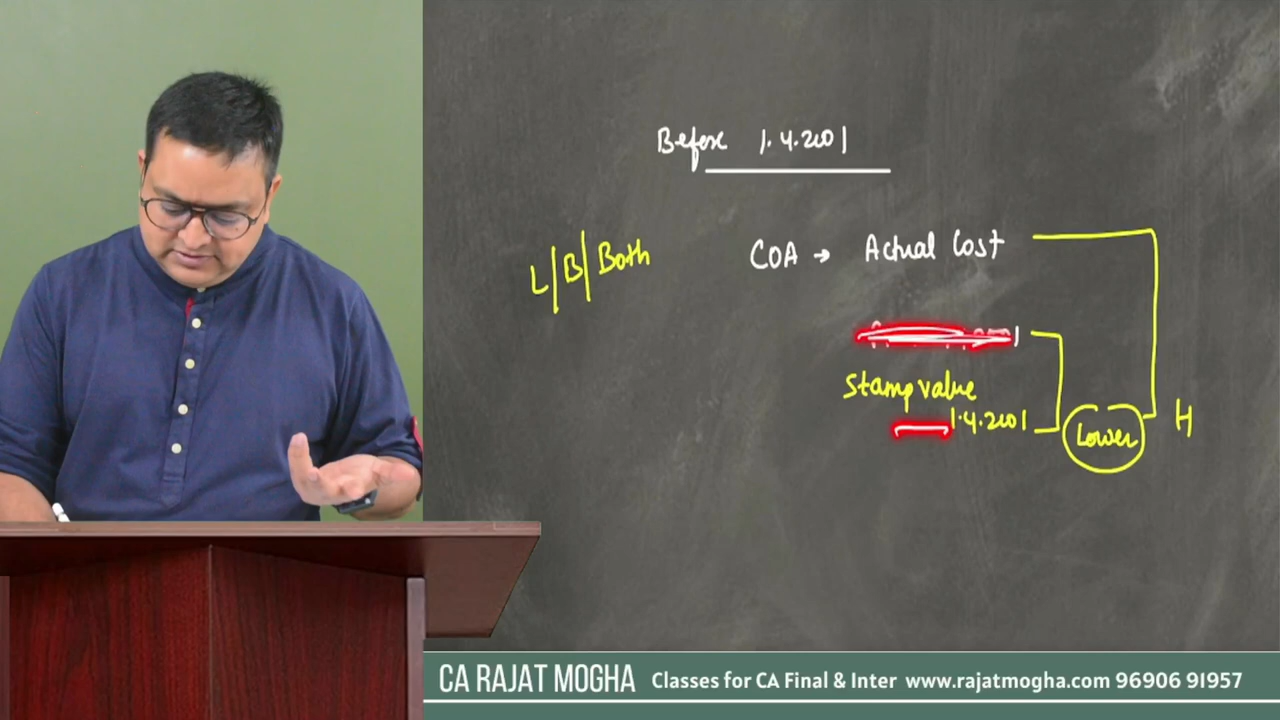 Before 1.4.2001
L/B/Both
COA → Actual Cost
Stamp value
1.4.2001
Lower
H
CA RAJAT MOGHA Classes for CA Final & Inter www.rajatmogha.com 96906 91957